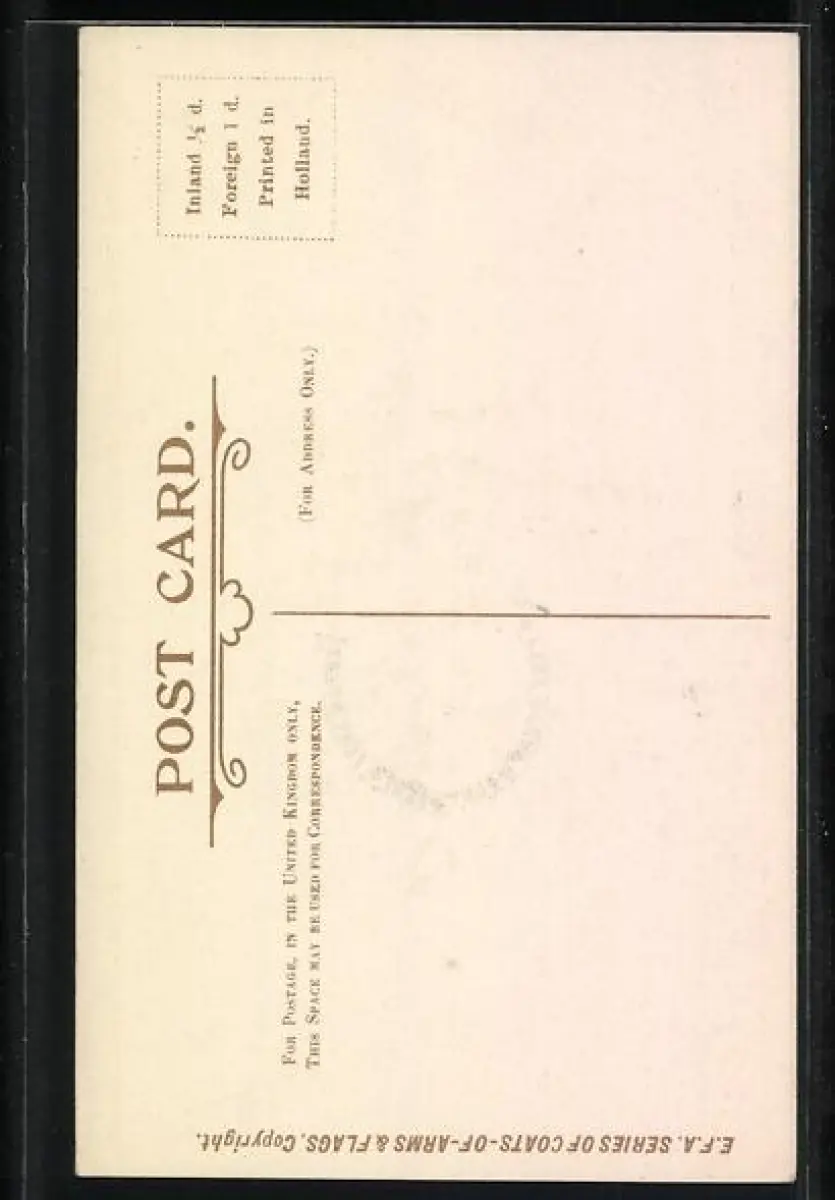 POST CARD.
Inland ½ d.
Foreign 1 d.
Printed in
Holland.
FOR POSTAGE, IN THE UNITED KINGDOM ONLY,
THIS SPACE MAY BE USED FOR CORRESPONDENCE.
(FOR ADDRESS ONLY.)
E.F.A. SERIES OF COATS-OF-ARMS & FLAGS. Copyright.